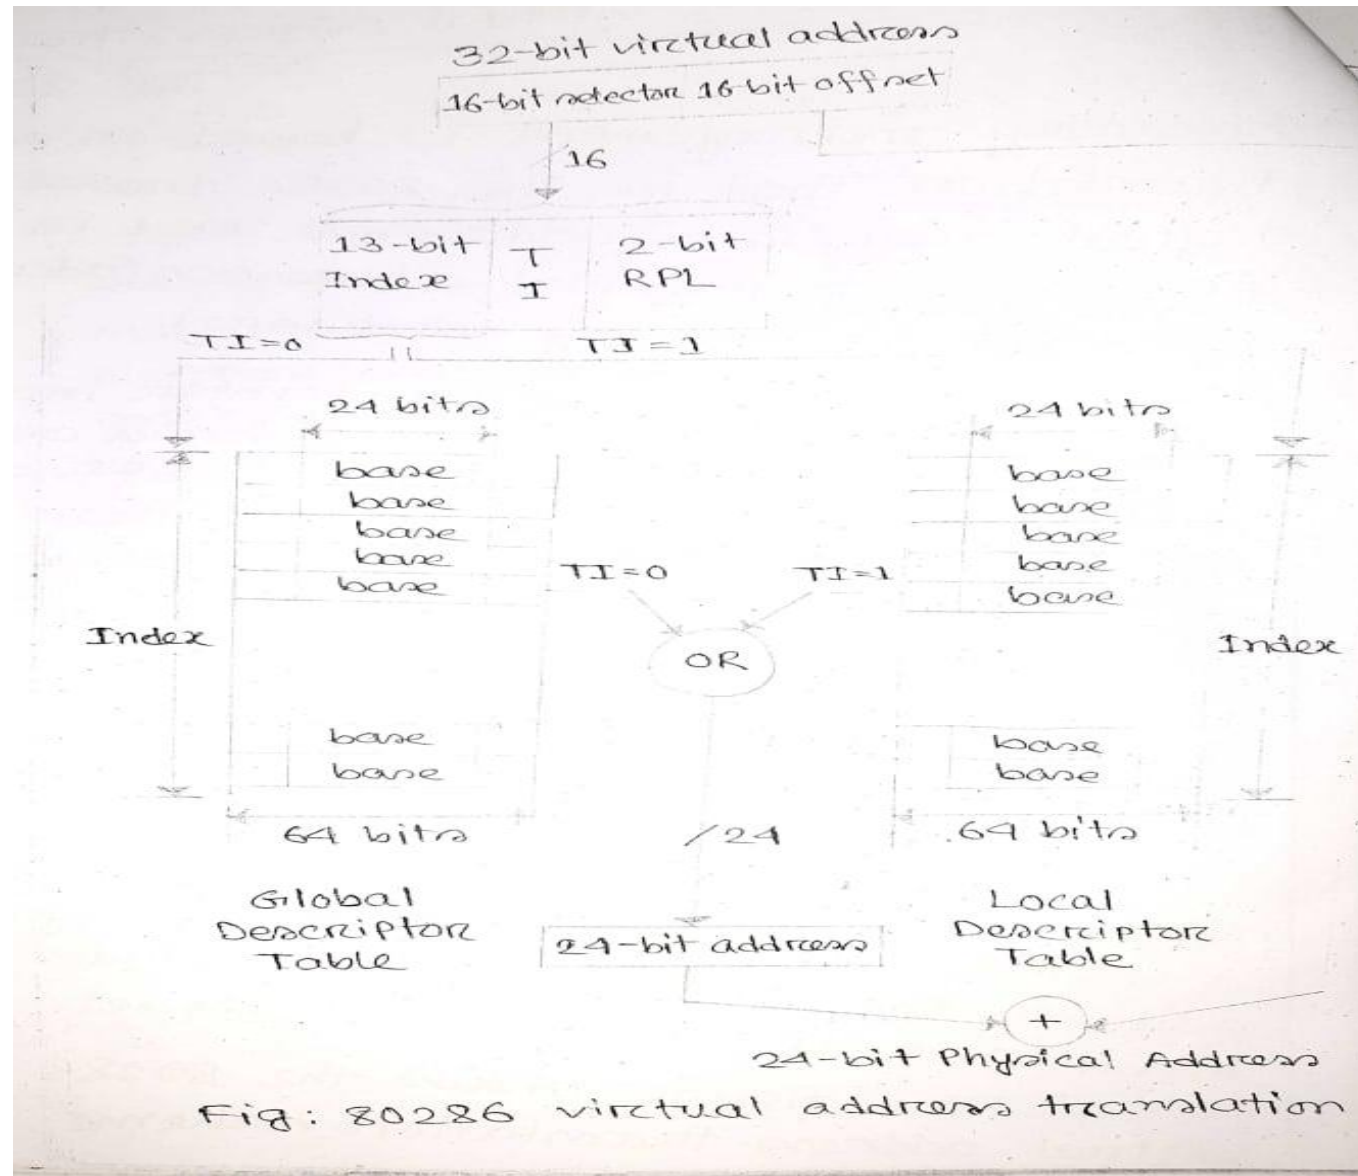 32-bit virtual address
16-bit selector 16-bit offset
16
13-bit T 2-bit
Index I RPL
TI=0 TI=1
24 bits 24 bits
base base
base base
base base
base base
base base
TI=0 TI=1
Index OR Index
base base
base base
64 bits /24 64 bits
Global Local
Descriptor Descriptor
Table 24-bit address Table
+
24-bit Physical Address
Fig: 80286 virtual address translation